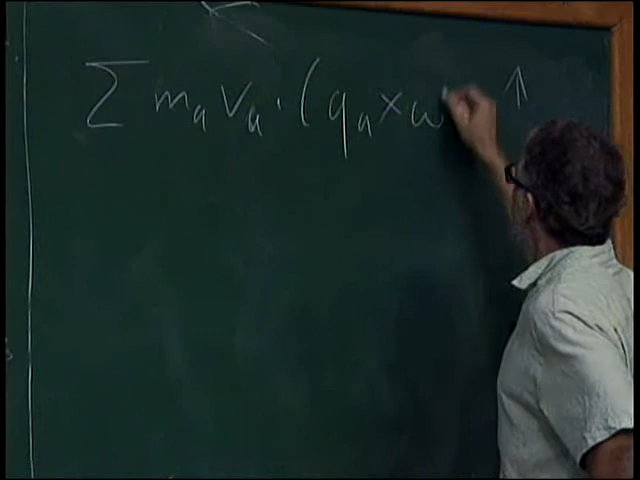 ∑ mₐ vₐ · (qₐ × ω ↑